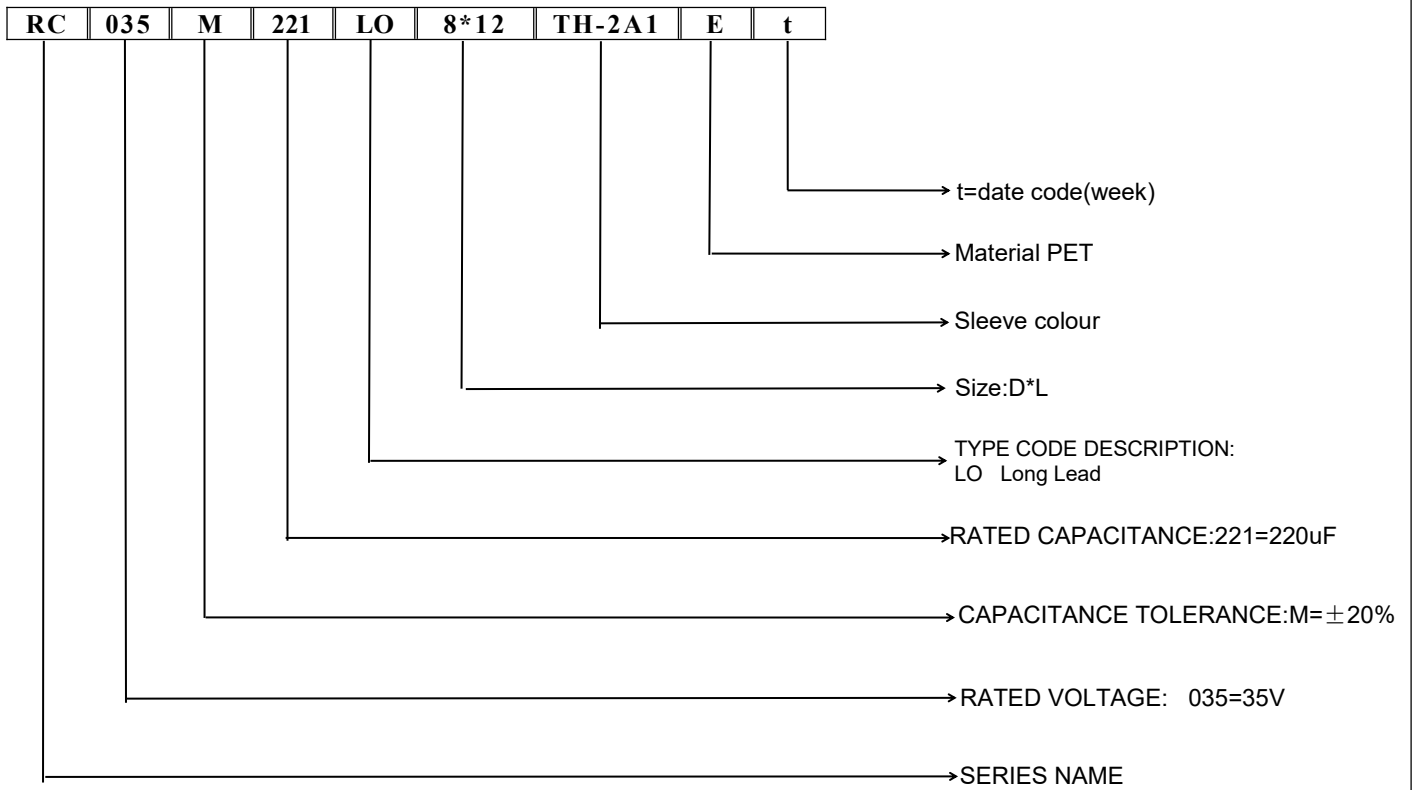 RC 035 M 221 LO 8*12 TH-2A1 E t
t=date code(week)
Material PET
Sleeve colour
Size:D*L
TYPE CODE DESCRIPTION:
LO Long Lead
RATED CAPACITANCE:221=220uF
CAPACITANCE TOLERANCE:M=±20%
RATED VOLTAGE: 035=35V
SERIES NAME